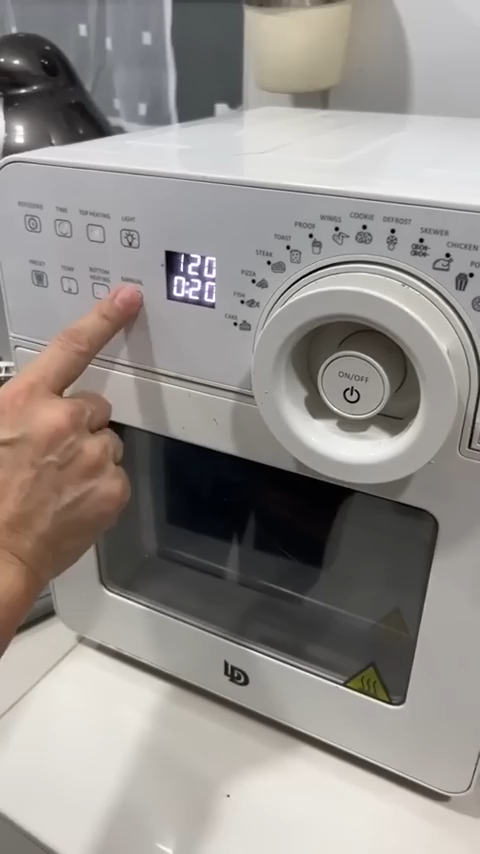 TIME
TOP HEATING
LIGHT
PRESET
TEMP
BOTTOM
HEATING
MANUAL
120
0:20
CAKE
FISH
PIZZA
STEAK
TOAST
PROOF
WINGS
COOKIE
DEFROST
SKEWER
CHICKEN
ON/OFF
LD